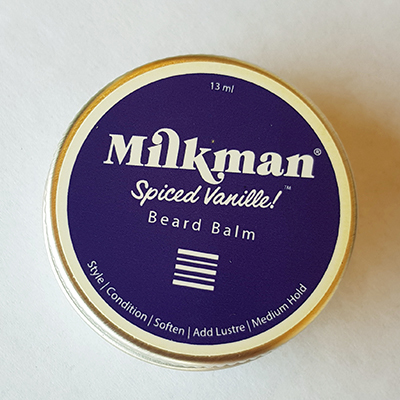 13 ml
Milkman®
Spiced Vanille!™
Beard Balm
Style | Condition | Soften | Add Lustre | Medium Hold